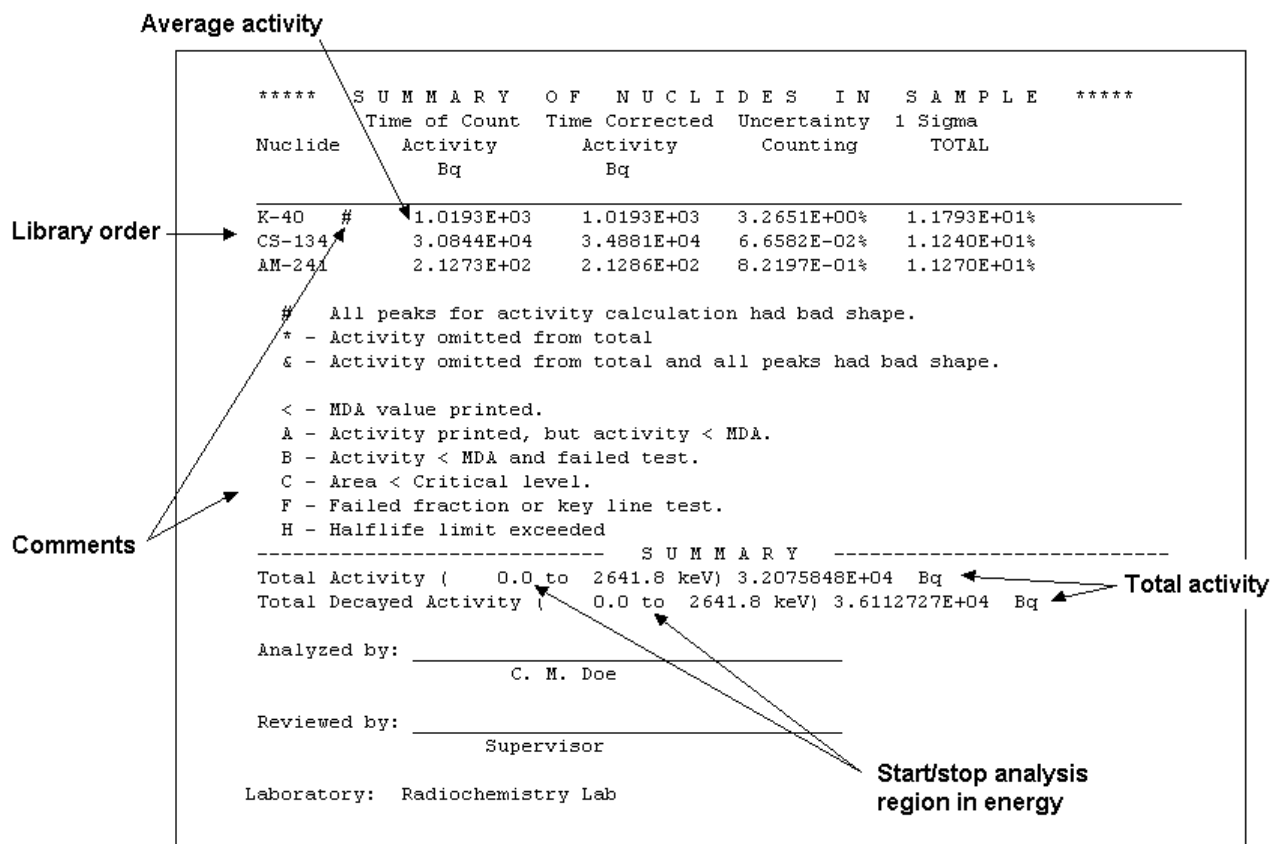 Average activity
***** S U M M A R Y O F N U C L I D E S I N S A M P L E *****
Time of Count Time Corrected Uncertainty 1 Sigma
Nuclide Activity Activity Counting TOTAL
Bq Bq
K-40 # 1.0193E+03 1.0193E+03 3.2651E+00% 1.1793E+01%
Library order
CS-134 3.0844E+04 3.4881E+04 6.6582E-02% 1.1240E+01%
AM-241 2.1273E+02 2.1286E+02 8.2197E-01% 1.1270E+01%
# All peaks for activity calculation had bad shape.
* - Activity omitted from total
& - Activity omitted from total and all peaks had bad shape.
< - MDA value printed.
A - Activity printed, but activity < MDA.
B - Activity < MDA and failed test.
C - Area < Critical level.
F - Failed fraction or key line test.
H - Halflife limit exceeded
Comments
----------------------------- S U M M A R Y ----------------------------
Total Activity ( 0.0 to 2641.8 keV) 3.2075848E+04 Bq
Total Decayed Activity ( 0.0 to 2641.8 keV) 3.6112727E+04 Bq
Total activity
Analyzed by:
C. M. Doe
Reviewed by:
Supervisor
Start/stop analysis
region in energy
Laboratory: Radiochemistry Lab